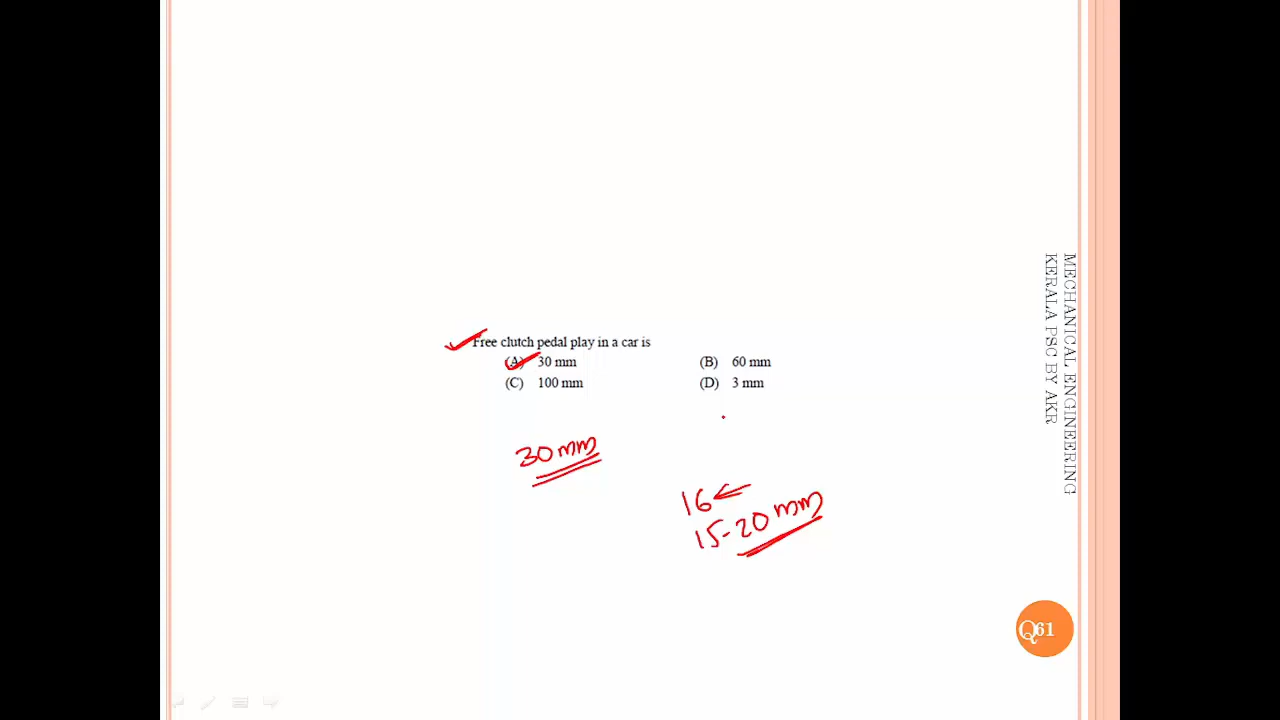 Free clutch pedal play in a car is
(A) 30 mm (B) 60 mm
(C) 100 mm (D) 3 mm
30 mm
16
15-20 mm
MECHANICAL ENGINEERING
KERALA PSC BY AKR
Q61